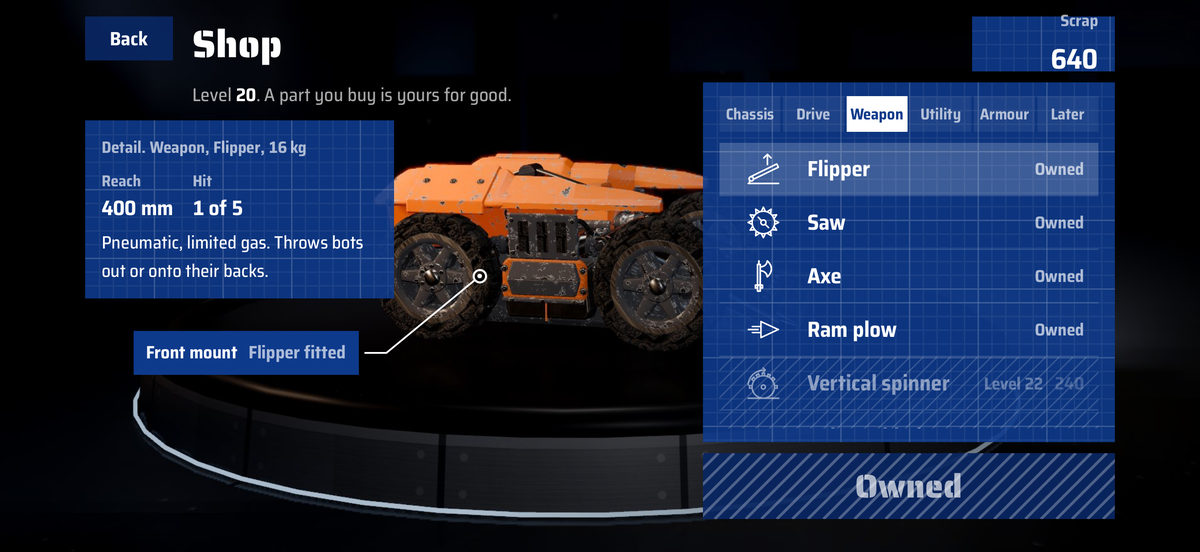 Back
Shop
Scrap
640
Level 20. A part you buy is yours for good.
Detail. Weapon, Flipper, 16 kg
Reach Hit
400 mm 1 of 5
Pneumatic, limited gas. Throws bots
out or onto their backs.
Front mount Flipper fitted
Chassis Drive Weapon Utility Armour Later
Flipper Owned
Saw Owned
Axe Owned
Ram plow Owned
Vertical spinner Level 22 240
Owned